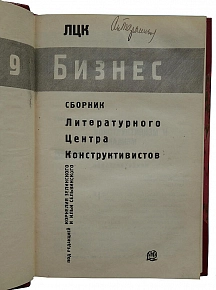 ЛЦК
9 БИЗНЕС
СБОРНИК
Литературного
Центра
Конструктивистов
под редакцией
КОРНЕЛИЯ ЗЕЛИНСКОГО
и ИЛЬИ СЕЛЬВИНСКОГО